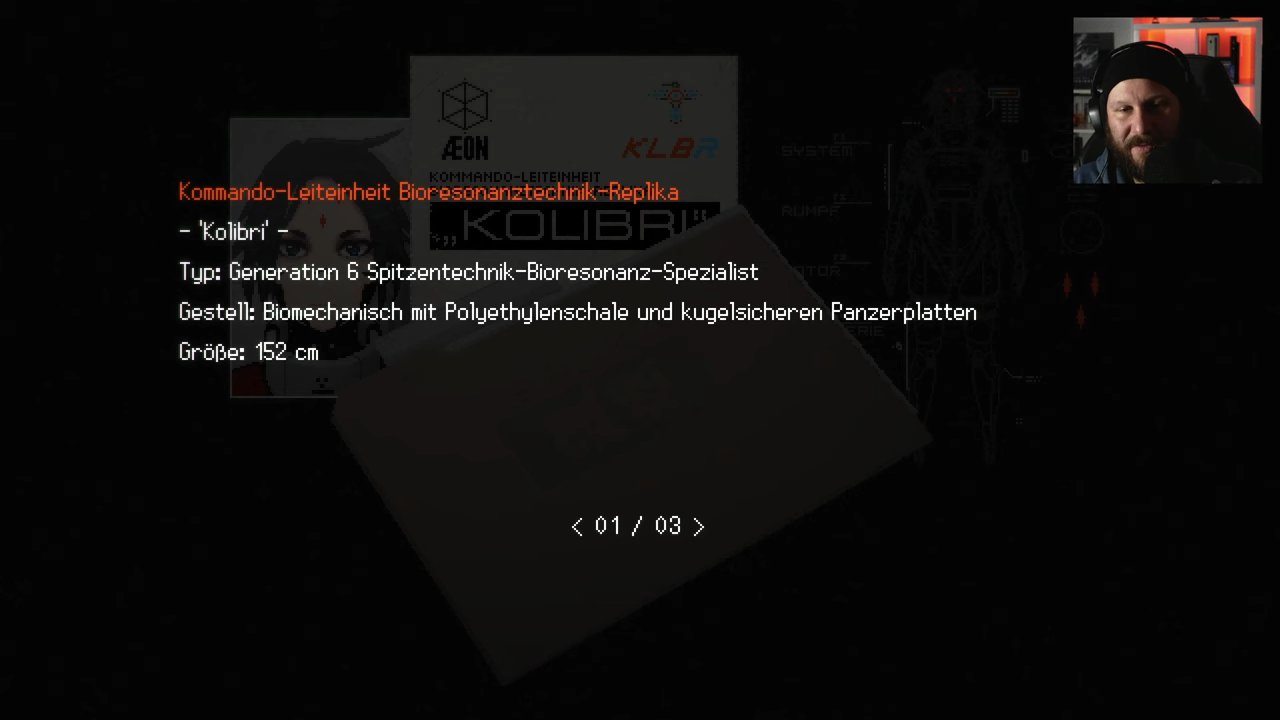 ÆON
KLBR
KOMMANDO-LEITEINHEIT
Kommando-Leiteinheit Bioresonanztechnik-Replika
„KOLIBRI“
- 'Kolibri' -
Typ: Generation 6 Spitzentechnik-Bioresonanz-Spezialist
Gestell: Biomechanisch mit Polyethylenschale und kugelsicheren Panzerplatten
Größe: 152 cm
SYSTEM
RUMPF
< 01 / 03 >